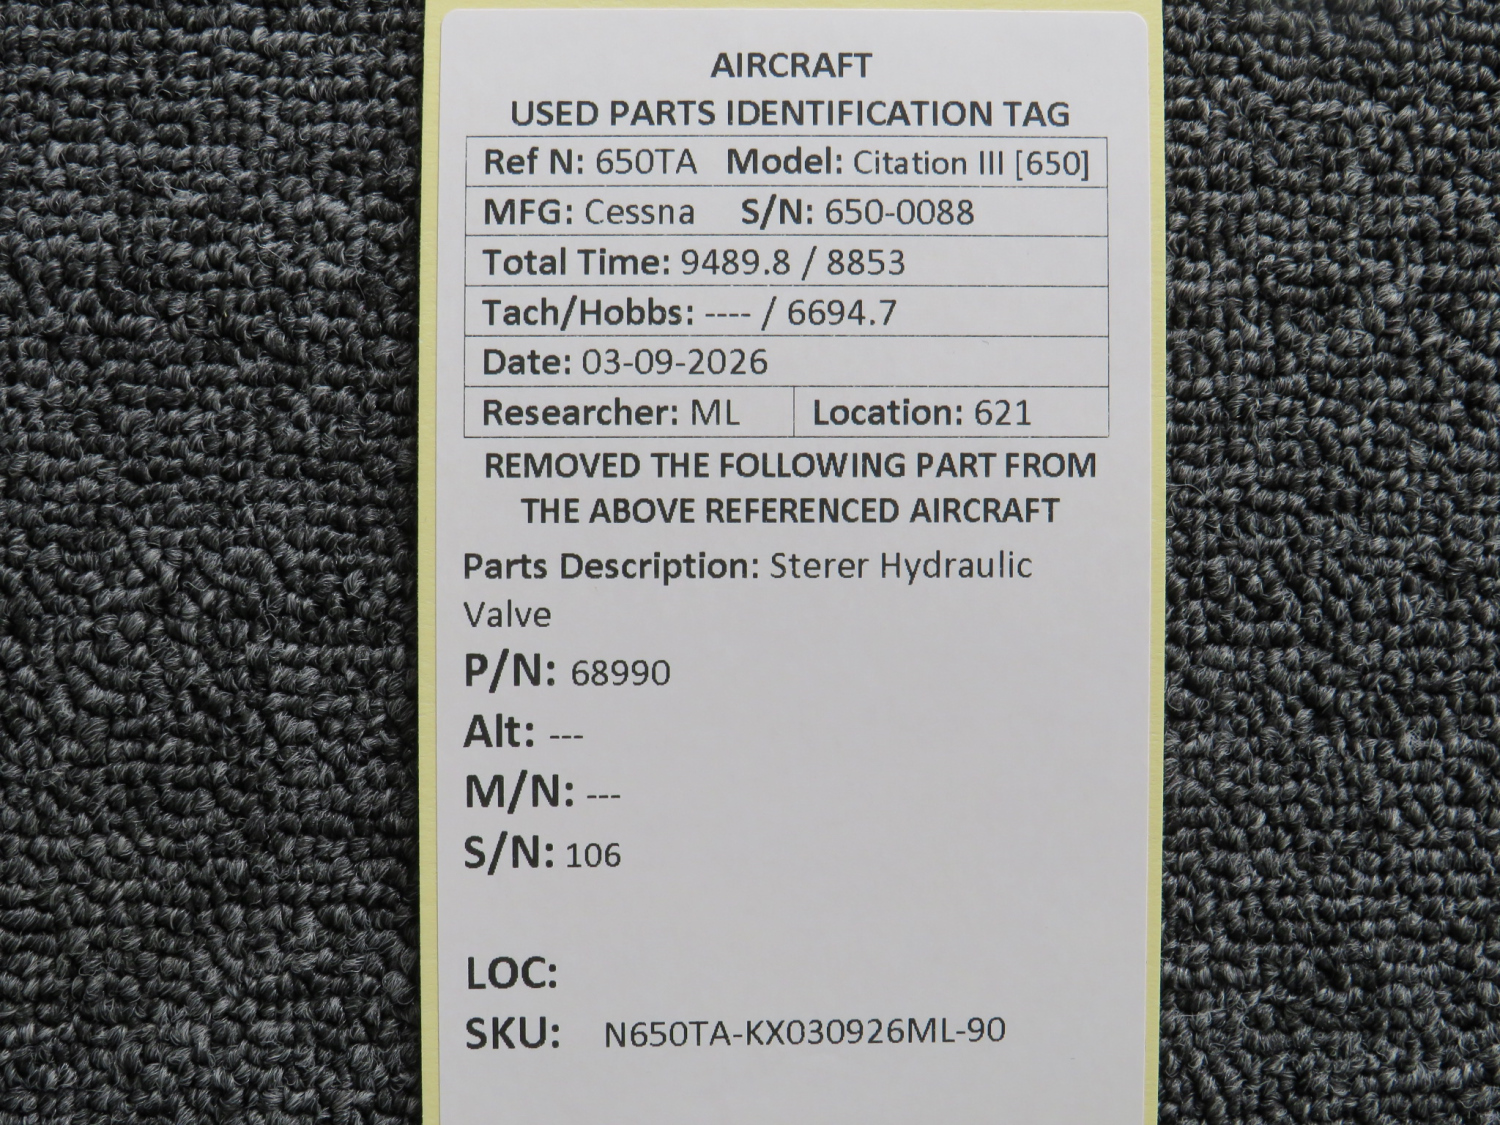 AIRCRAFT
USED PARTS IDENTIFICATION TAG
Ref N: 650TA Model: Citation III [650]
MFG: Cessna S/N: 650-0088
Total Time: 9489.8 / 8853
Tach/Hobbs: ---- / 6694.7
Date: 03-09-2026
Researcher: ML Location: 621
REMOVED THE FOLLOWING PART FROM
THE ABOVE REFERENCED AIRCRAFT
Parts Description: Sterer Hydraulic
Valve
P/N: 68990
Alt: ---
M/N: ---
S/N: 106
LOC:
SKU: N650TA-KX030926ML-90